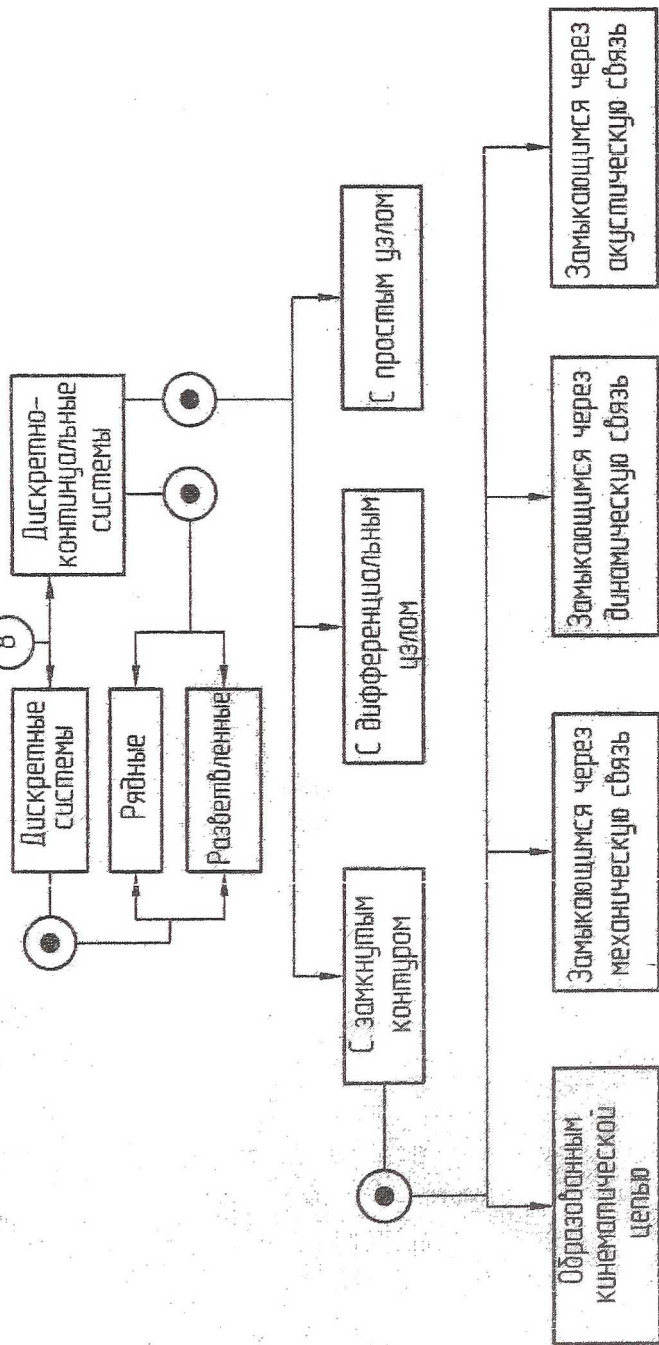 В
Дискретные
системы
Дискретно-
континуальные
системы
Рядные
Разветвленные
С замкнутым
контуром
С дифференциальным
узлом
С простым узлом
Образованным
кинематической
цепью
Замыкающимся через
механическую связь
Замыкающимся через
динамическую связь
Замыкающимся через
акустическую связь